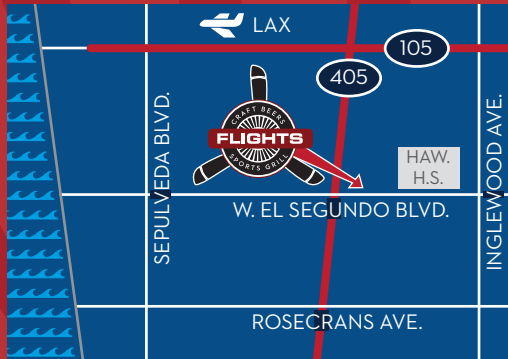 LAX
105
405
SEPULVEDA BLVD.
CRAFT BEERS
FLIGHTS
SPORTS GRILL
HAW.
H.S.
INGLEWOOD AVE.
W. EL SEGUNDO BLVD.
ROSECRANS AVE.